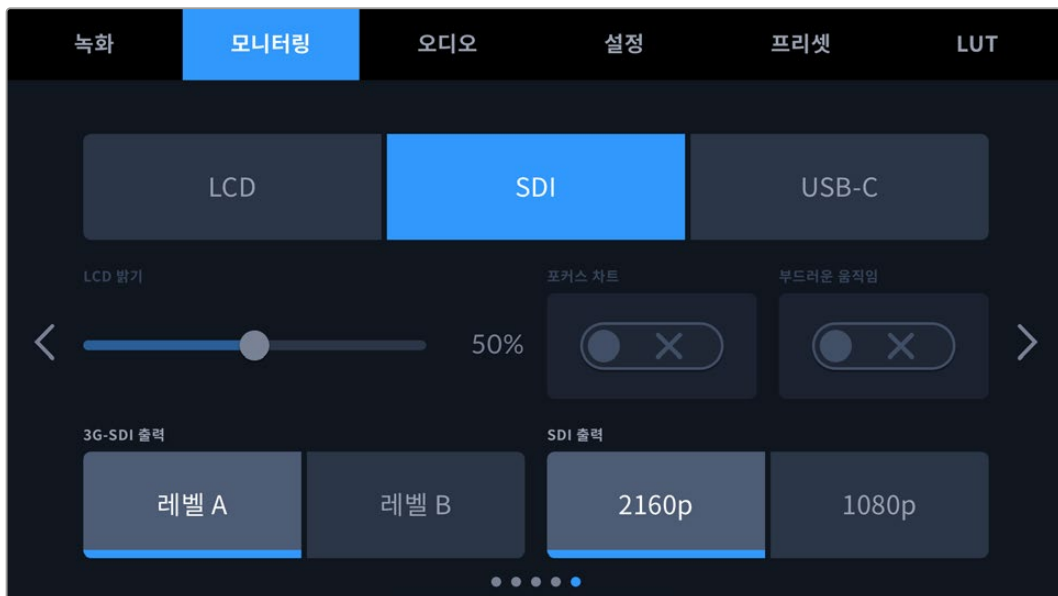 녹화 모니터링 오디오 설정 프리셋 LUT
LCD SDI USB-C
LCD 밝기 포커스 차트 부드러운 움직임
50%
3G-SDI 출력 SDI 출력
레벨 A 레벨 B 2160p 1080p